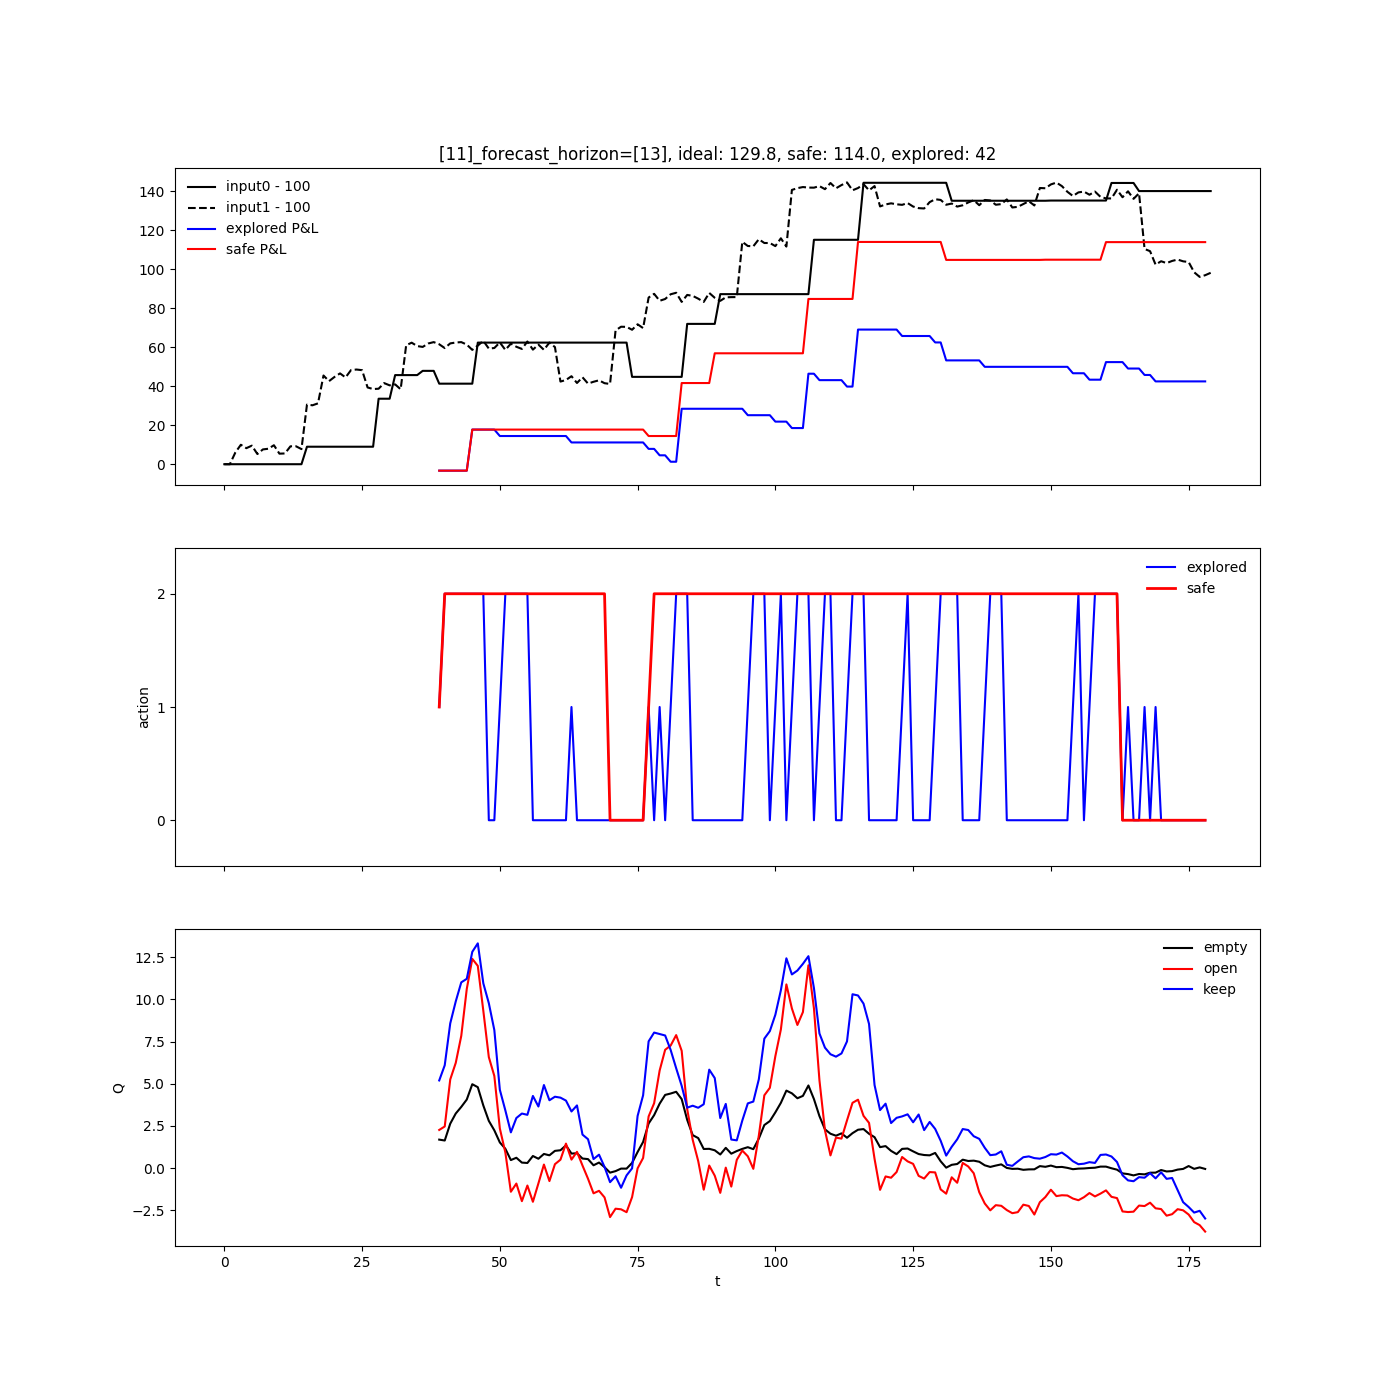 [11]_forecast_horizon=[13], ideal: 129.8, safe: 114.0, explored: 42
input0 - 100
input1 - 100
explored P&L
safe P&L
140
120
100
80
60
40
20
0
explored
safe
2
1
0
action
empty
open
keep
12.5
10.0
7.5
5.0
2.5
0.0
−2.5
Q
0 25 50 75 100 125 150 175
t